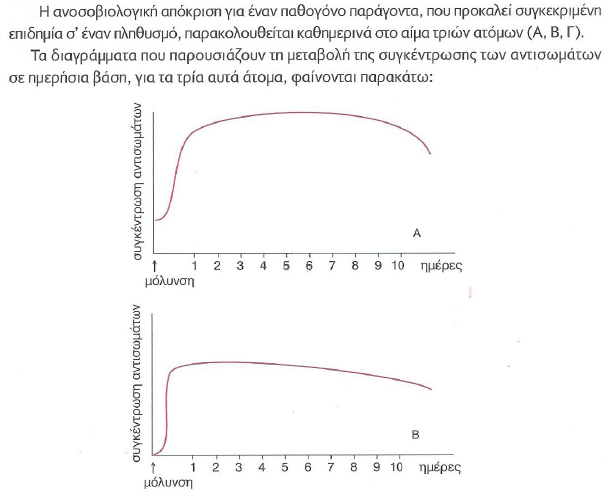 Η ανοσοβιολογική απόκριση για έναν παθογόνο παράγοντα, που προκαλεί συγκεκριμένη
επιδημία σ' έναν πληθυσμό, παρακολουθείται καθημερινά στο αίμα τριών ατόμων (Α, Β, Γ).
Τα διαγράμματα που παρουσιάζουν τη μεταβολή της συγκέντρωσης των αντισωμάτων
σε ημερήσια βάση, για τα τρία αυτά άτομα, φαίνονται παρακάτω:
συγκέντρωση αντισωμάτων
Α
1 2 3 4 5 6 7 8 9 10 ημέρες
μόλυνση
συγκέντρωση αντισωμάτων
Β
1 2 3 4 5 6 7 8 9 10 ημέρες
μόλυνση